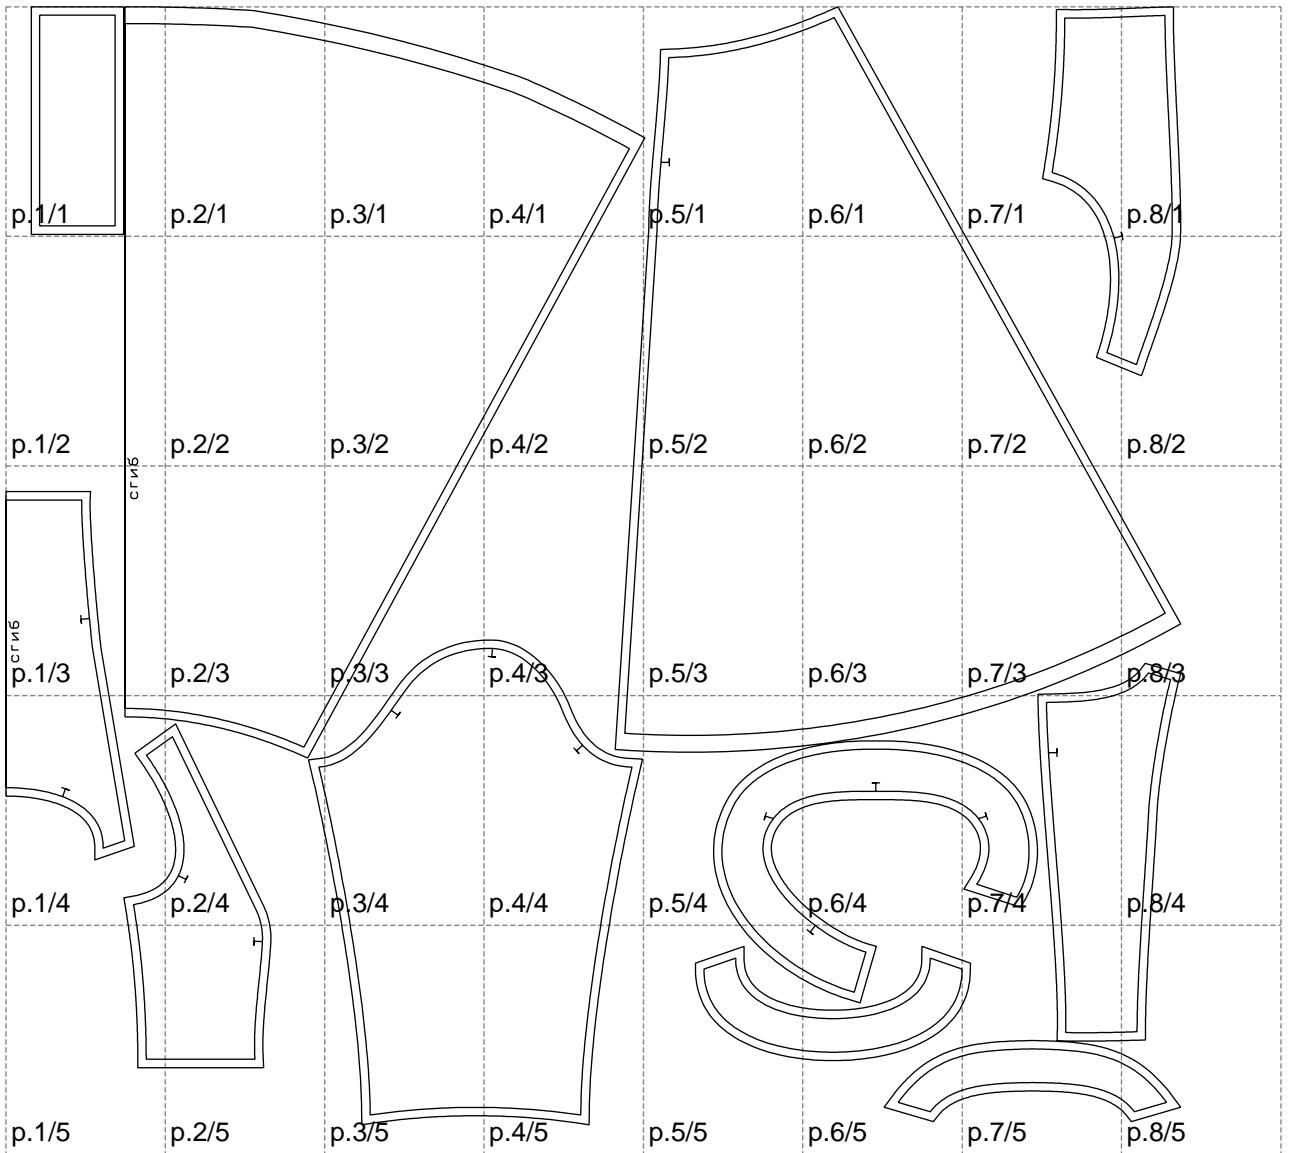 p.1/1 p.2/1 p.3/1 p.4/1 p.5/1 p.6/1 p.7/1 p.8/1
p.1/2 p.2/2 p.3/2 p.4/2 p.5/2 p.6/2 p.7/2 p.8/2
сгиб
сгиб
p.1/3 p.2/3 p.3/3 p.4/3 p.5/3 p.6/3 p.7/3 p.8/3
p.1/4 p.2/4 p.3/4 p.4/4 p.5/4 p.6/4 p.7/4 p.8/4
p.1/5 p.2/5 p.3/5 p.4/5 p.5/5 p.6/5 p.7/5 p.8/5